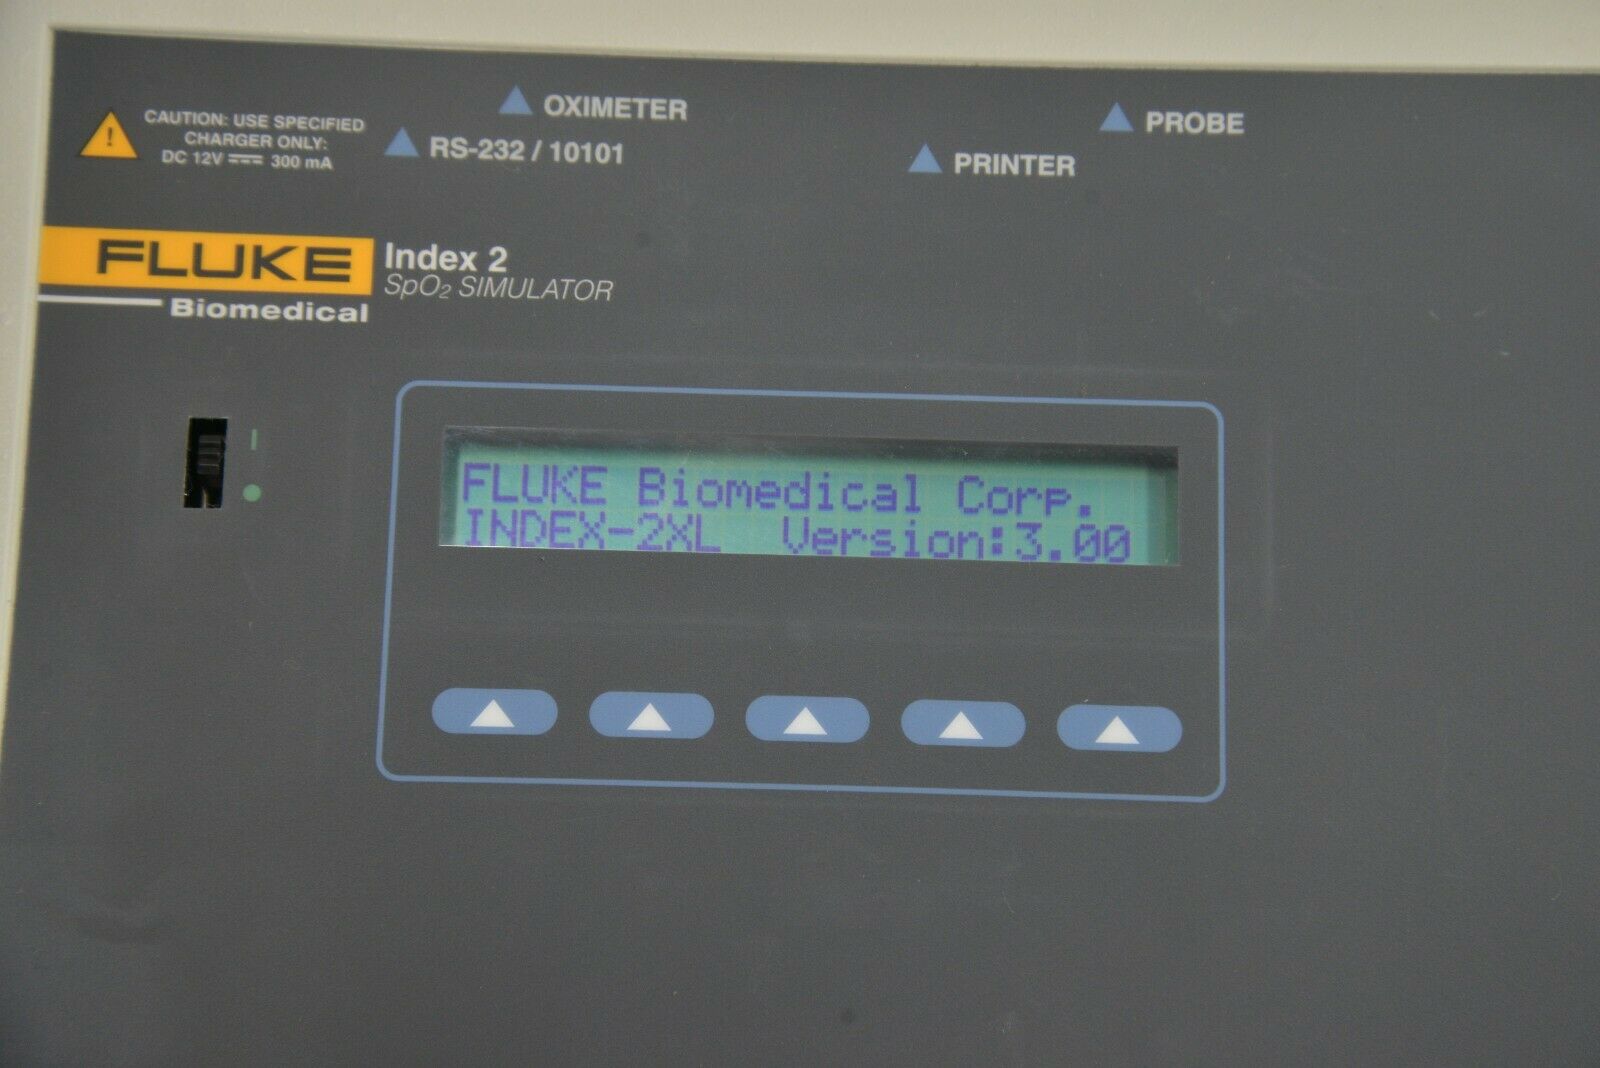 OXIMETER
PROBE
CAUTION: USE SPECIFIED
CHARGER ONLY:
DC 12V ⎓ 300 mA
RS-232 / 10101
PRINTER
FLUKE
Biomedical
Index 2
SpO₂ SIMULATOR
FLUKE Biomedical Corp.
INDEX-2XL Version:3.00